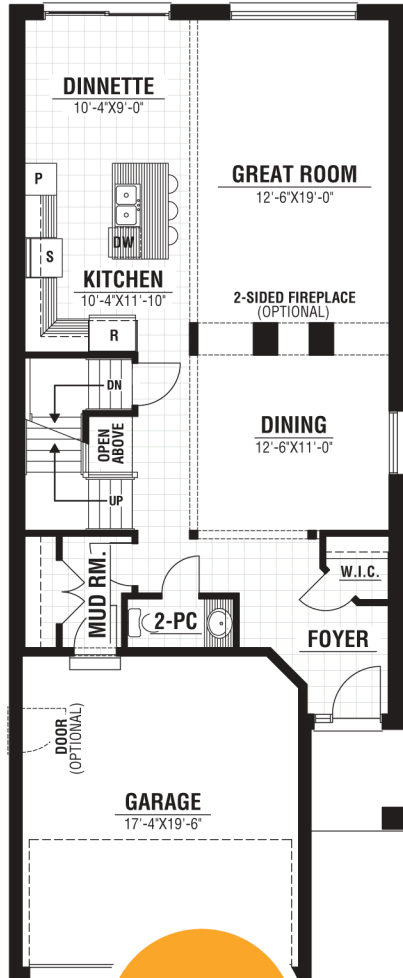 DINNETTE
10'-4"X9'-0"
GREAT ROOM
12'-6"X19'-0"
P
S
DW
KITCHEN
10'-4"X11'-10"
R
2-SIDED FIREPLACE
(OPTIONAL)
DN
OPEN
ABOVE
UP
DINING
12'-6"X11'-0"
MUD RM.
2-PC
W.I.C.
FOYER
DOOR
(OPTIONAL)
GARAGE
17'-4"X19'-6"